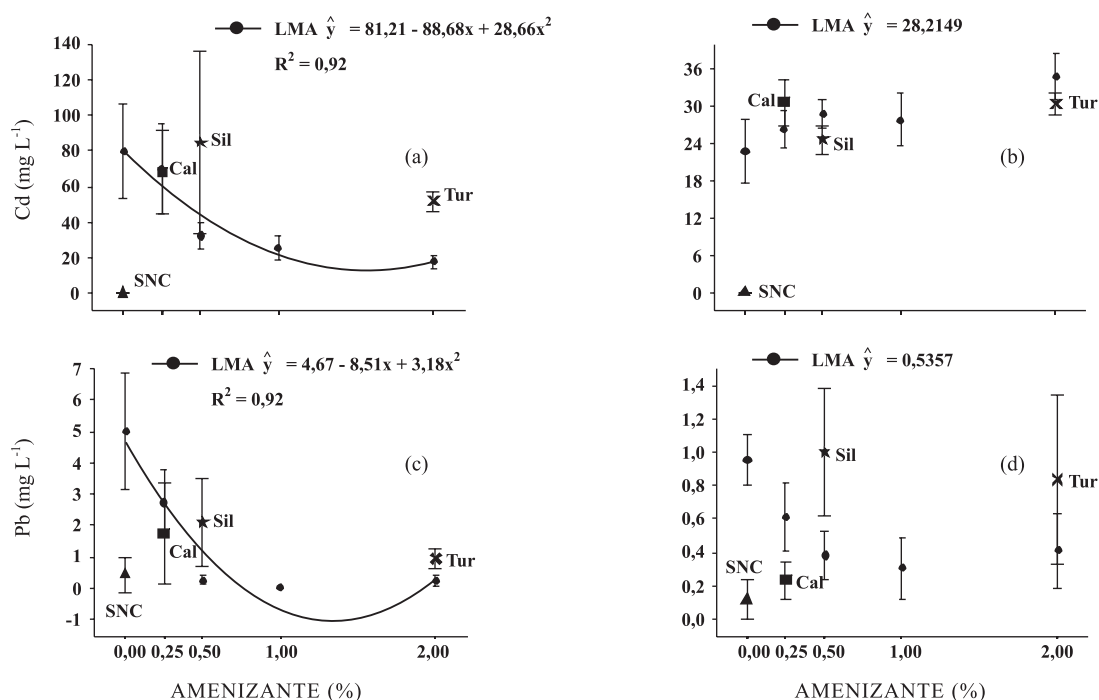 LMA ŷ = 81,21 - 88,68x + 28,66x²
R² = 0,92
Cd (mg L⁻¹)
140
120
100
80
60
40
20
0
Sil
(a)
Cal
Tur
SNC
LMA ŷ = 28,2149
36
30
24
18
12
6
0
Cal
Tur
Sil
(b)
SNC
LMA ŷ = 4,67 - 8,51x + 3,18x²
R² = 0,92
Pb (mg L⁻¹)
7
6
5
4
3
2
1
0
-1
(c)
Sil
Cal
Tur
SNC
0,00 0,25 0,50 1,00 2,00
AMENIZANTE (%)
LMA ŷ = 0,5357
1,4
1,2
1,0
0,8
0,6
0,4
0,2
0,0
Sil
(d)
Tur
SNC
Cal
0,00 0,25 0,50 1,00 2,00
AMENIZANTE (%)